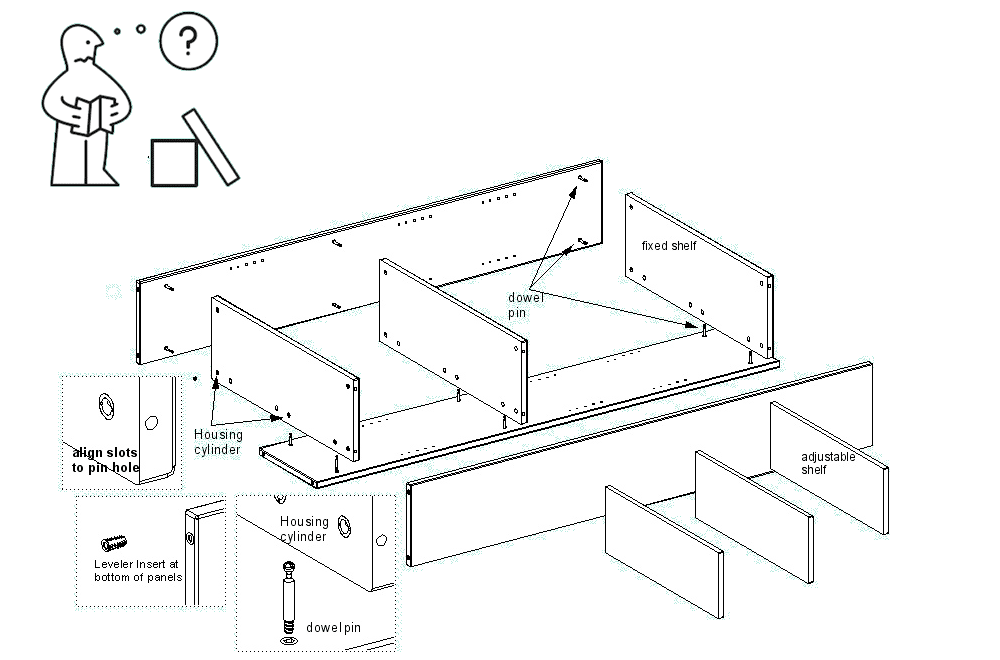 ?
fixed shelf
dowel
pin
Housing
cylinder
align slots
to pin hole
adjustable
shelf
Housing
cylinder
Leveler Insert at
bottom of panels
dowel pin